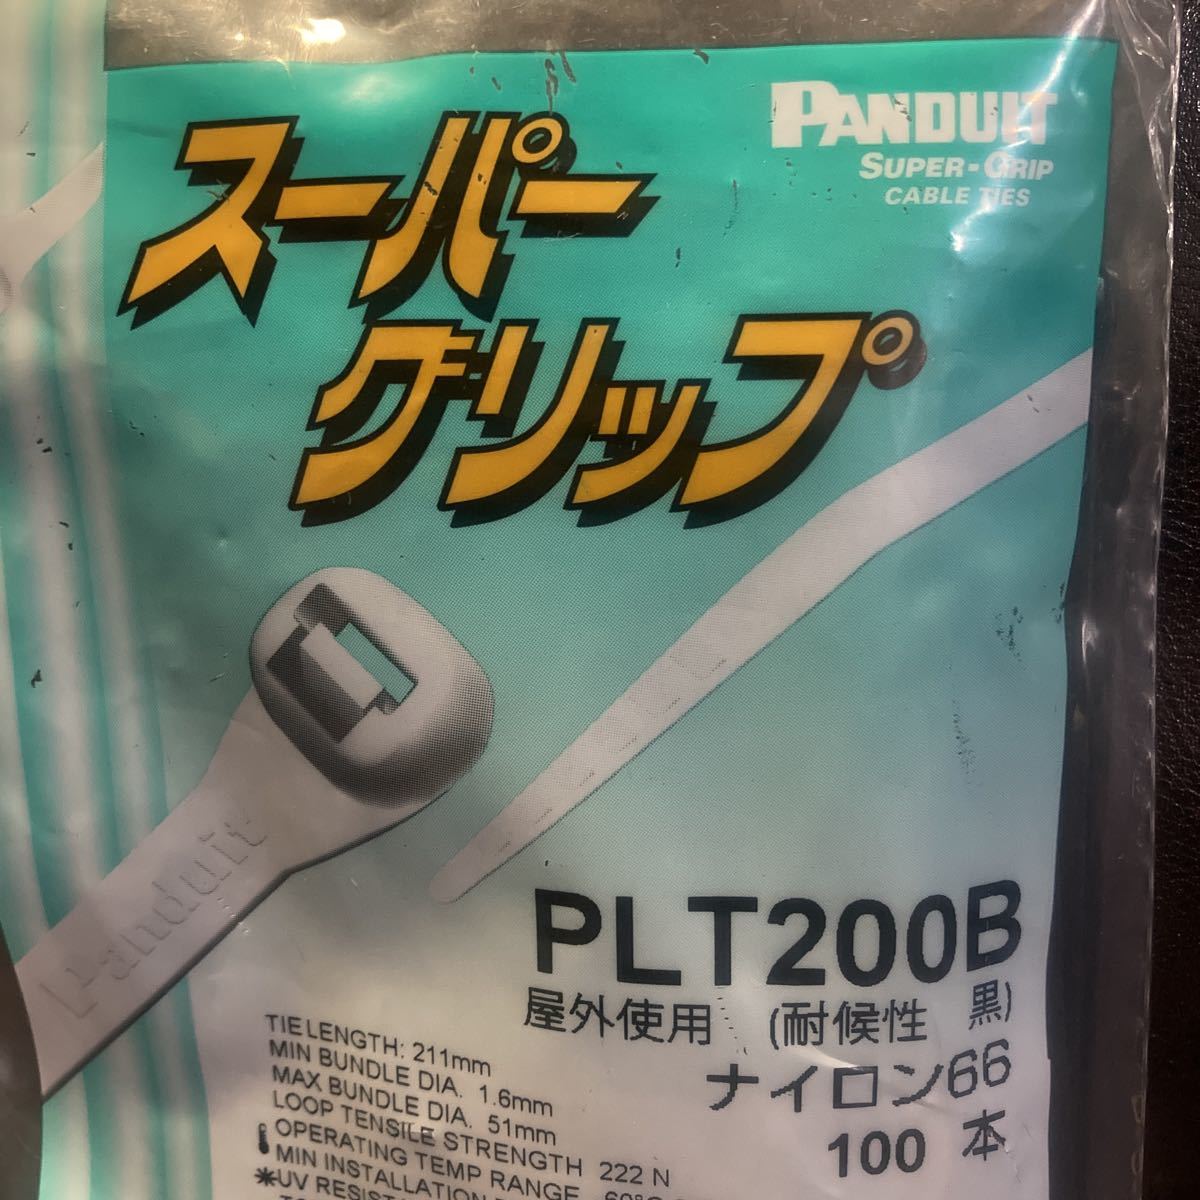 PANDUIT
SUPER-GRIP
CABLE TIES
スーパー
グリップ
Panduit
PLT200B
屋外使用 (耐候性 黒)
ナイロン66
100 本
TIE LENGTH: 211mm
MIN BUNDLE DIA. 1.6mm
MAX BUNDLE DIA. 51mm
LOOP TENSILE STRENGTH 222 N
OPERATING TEMP RANGE
MIN INSTALLATION
UV